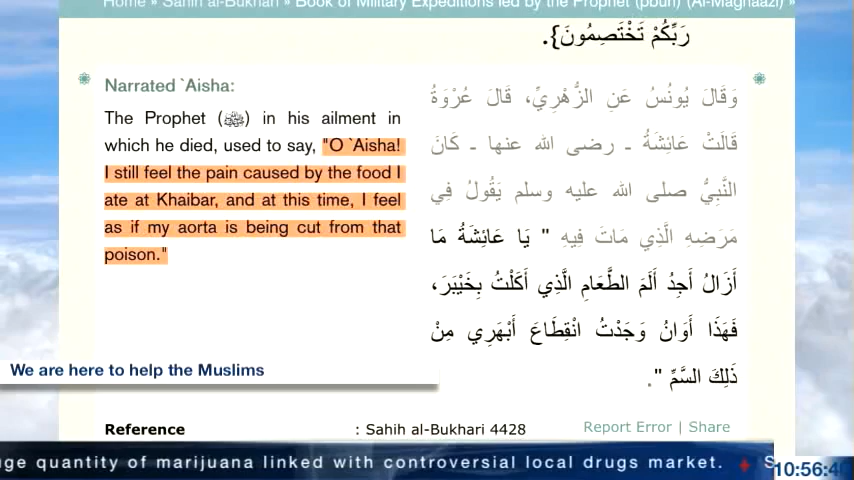 Home » Sahih al-Bukhari » Book of Military Expeditions led by the Prophet (pbuh) (Al-Maghaazi) »
رَبِّكُمْ تَخْتَصِمُونَ}.
Narrated `Aisha:
The Prophet (ﷺ) in his ailment in
which he died, used to say, "O `Aisha!
I still feel the pain caused by the food I
ate at Khaibar, and at this time, I feel
as if my aorta is being cut from that
poison."
وَقَالَ يُونُسُ عَنِ الزُّهْرِيِّ، قَالَ عُرْوَةُ
قَالَتْ عَائِشَةُ ـ رضى الله عنها ـ كَانَ
النَّبِيُّ صلى الله عليه وسلم يَقُولُ فِي
مَرَضِهِ الَّذِي مَاتَ فِيهِ " يَا عَائِشَةُ مَا
أَزَالُ أَجِدُ أَلَمَ الطَّعَامِ الَّذِي أَكَلْتُ بِخَيْبَرَ،
فَهَذَا أَوَانُ وَجَدْتُ انْقِطَاعَ أَبْهَرِي مِنْ
ذَلِكَ السَّمِّ ".
We are here to help the Muslims
Reference : Sahih al-Bukhari 4428
Report Error | Share
quantity of marijuana linked with controversial local drugs market.
10:56:4